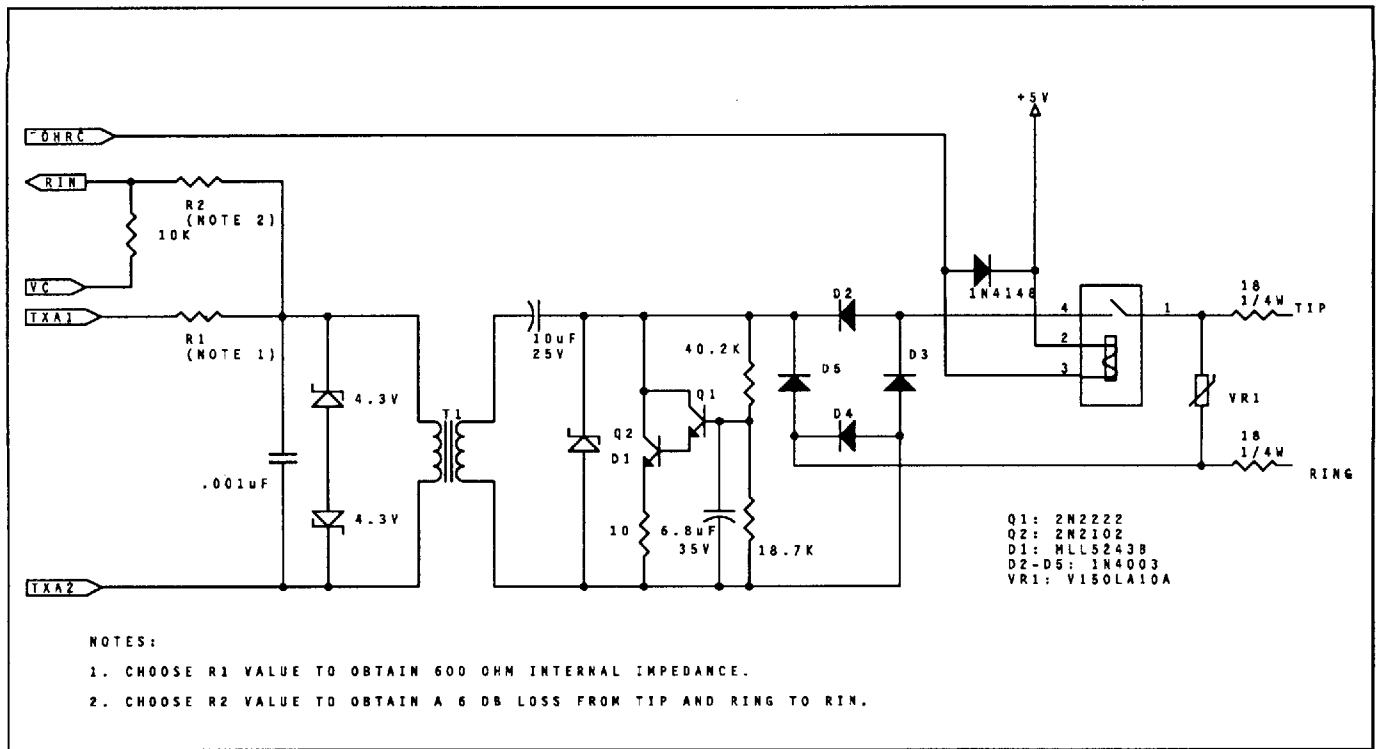 +5V
~OHRC
RIN
R2
(NOTE 2)
10K
VC
1N4148
TXA1
R1
(NOTE 1)
10uF
25V
D2
18
1/4W
TIP
4
1
2
3
40.2K
D5
D3
4.3V
T1
Q1
D4
VR1
Q2
D1
18
1/4W
RING
.001uF
4.3V
10
6.8uF
35V
18.7K
TXA2
Q1: 2N2222
Q2: 2N2102
D1: MLL5243B
D2-D5: 1N4003
VR1: V150LA10A
NOTES:
1. CHOOSE R1 VALUE TO OBTAIN 600 OHM INTERNAL IMPEDANCE.
2. CHOOSE R2 VALUE TO OBTAIN A 6 DB LOSS FROM TIP AND RING TO RIN.